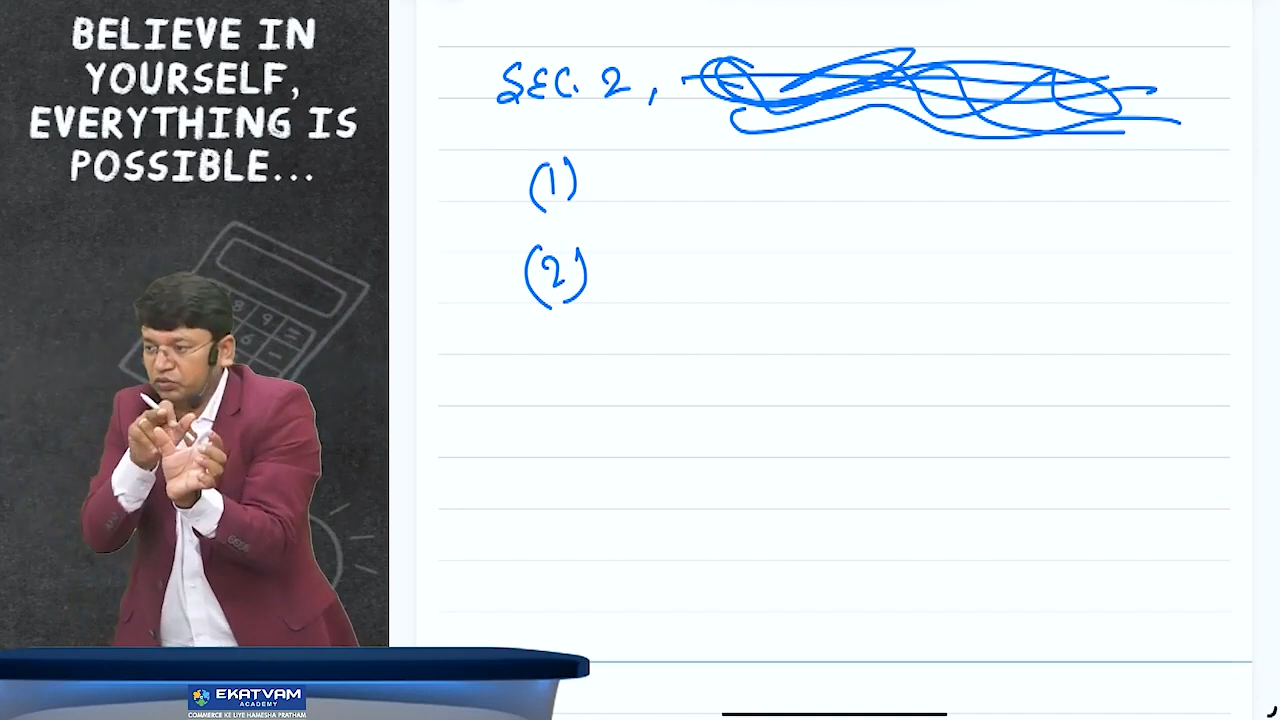 BELIEVE IN
YOURSELF,
EVERYTHING IS
POSSIBLE...
SEC. 2,
(1)
(2)
EKATVAM
ACADEMY
COMMERCE KE LIYE HAMESHA PRATHAM